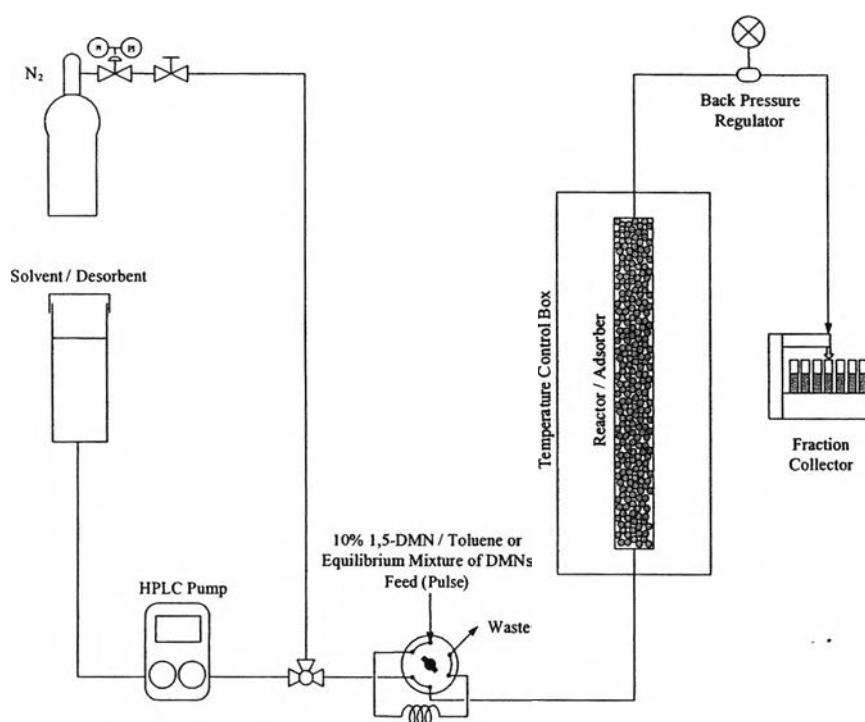 N₂
M
PI
Back Pressure
Regulator
Solvent / Desorbent
Temperature Control Box
Reactor / Adsorber
Fraction
Collector
10% 1,5-DMN / Toluene or
Equilibrium Mixture of DMNs
Feed (Pulse)
HPLC Pump
Waste